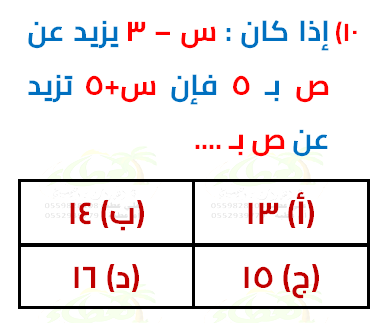 ١٠) إذا كان : س – ٣ يزيد عن
ص بـ ٥ فإن س+٥ تزيد
عن ص بـ ....
(أ) ١٣ (ب) ١٤
(ج) ١٥ (د) ١٦